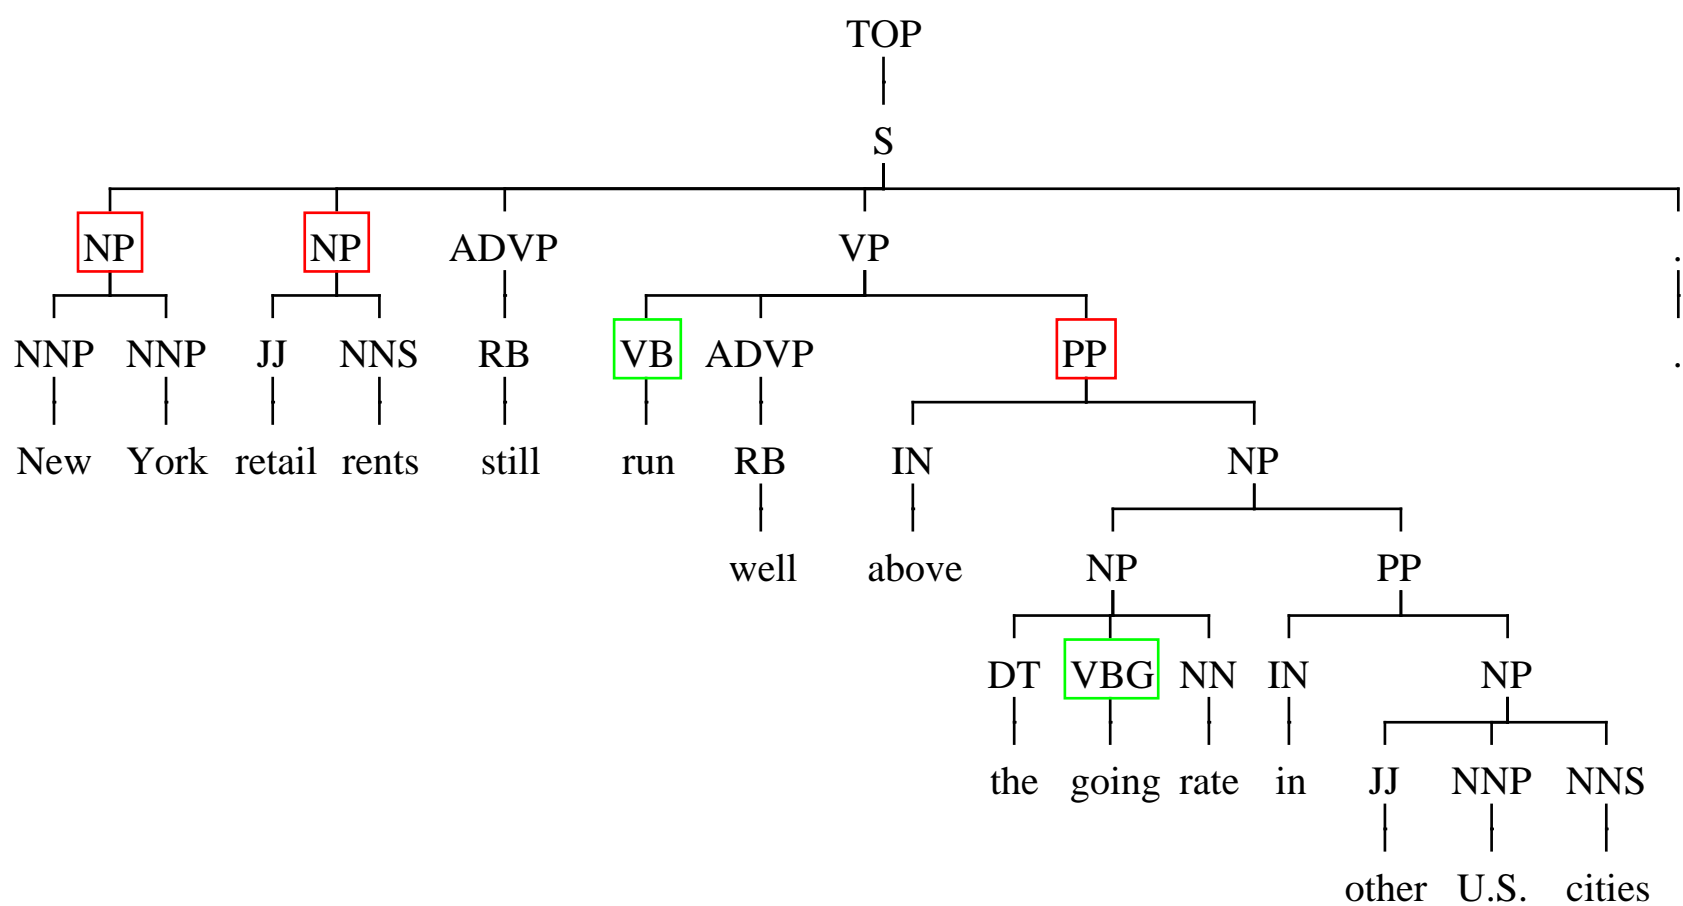 TOP
S
NP NP ADVP VP .
NNP NNP JJ NNS RB VB ADVP PP .
New York retail rents still run RB IN NP
well above NP PP
DT VBG NN IN NP
the going rate in JJ NNP NNS
other U.S. cities